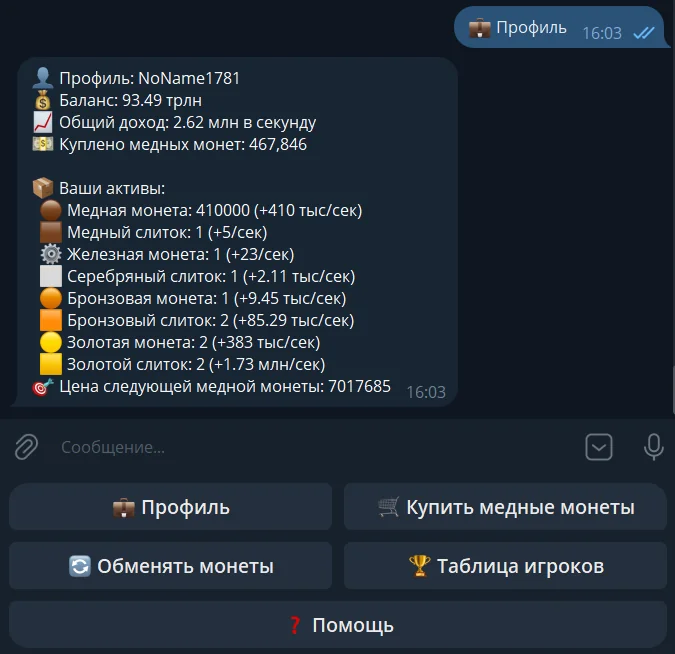 Профиль 16:03
Профиль: NoName1781
Баланс: 93.49 трлн
Общий доход: 2.62 млн в секунду
Куплено медных монет: 467,846
Ваши активы:
Медная монета: 410000 (+410 тыс/сек)
Медный слиток: 1 (+5/сек)
Железная монета: 1 (+23/сек)
Серебряный слиток: 1 (+2.11 тыс/сек)
Бронзовая монета: 1 (+9.45 тыс/сек)
Бронзовый слиток: 2 (+85.29 тыс/сек)
Золотая монета: 2 (+383 тыс/сек)
Золотой слиток: 2 (+1.73 млн/сек)
Цена следующей медной монеты: 7017685 16:03
Сообщение...
Профиль
Купить медные монеты
Обменять монеты
Таблица игроков
Помощь